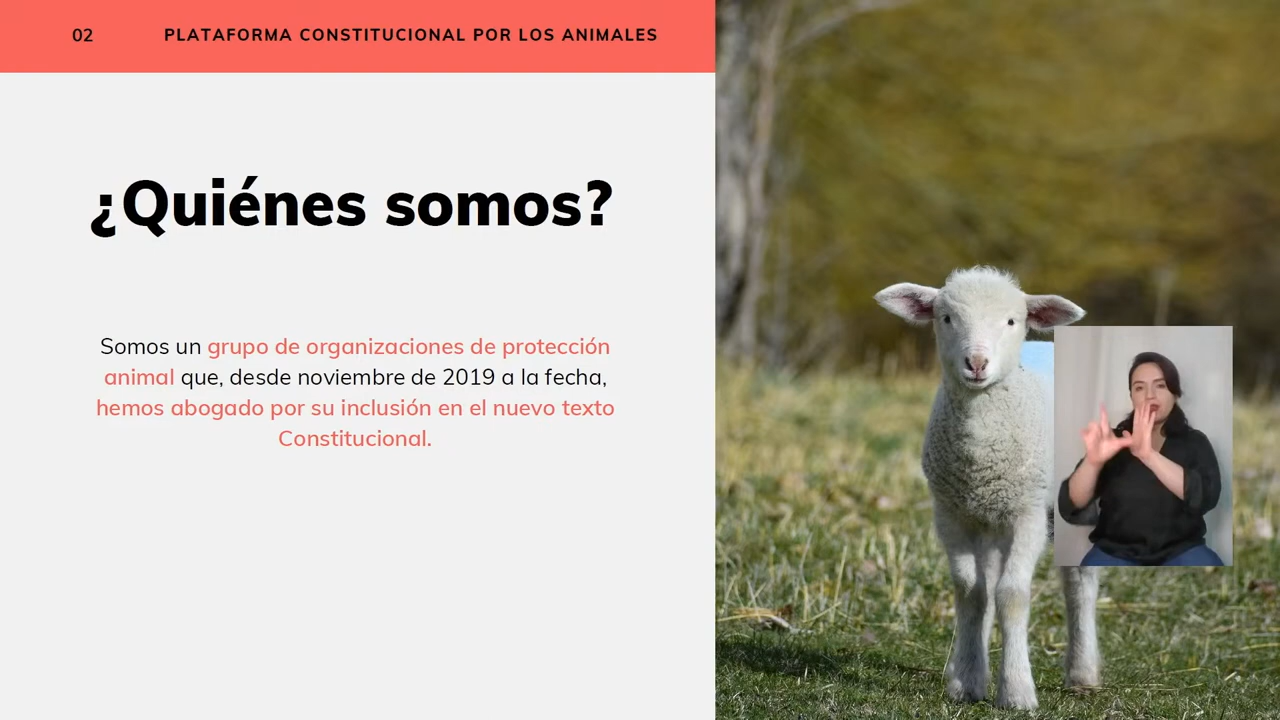 02
PLATAFORMA CONSTITUCIONAL POR LOS ANIMALES
¿Quiénes somos?
Somos un grupo de organizaciones de protección
animal que, desde noviembre de 2019 a la fecha,
hemos abogado por su inclusión en el nuevo texto
Constitucional.